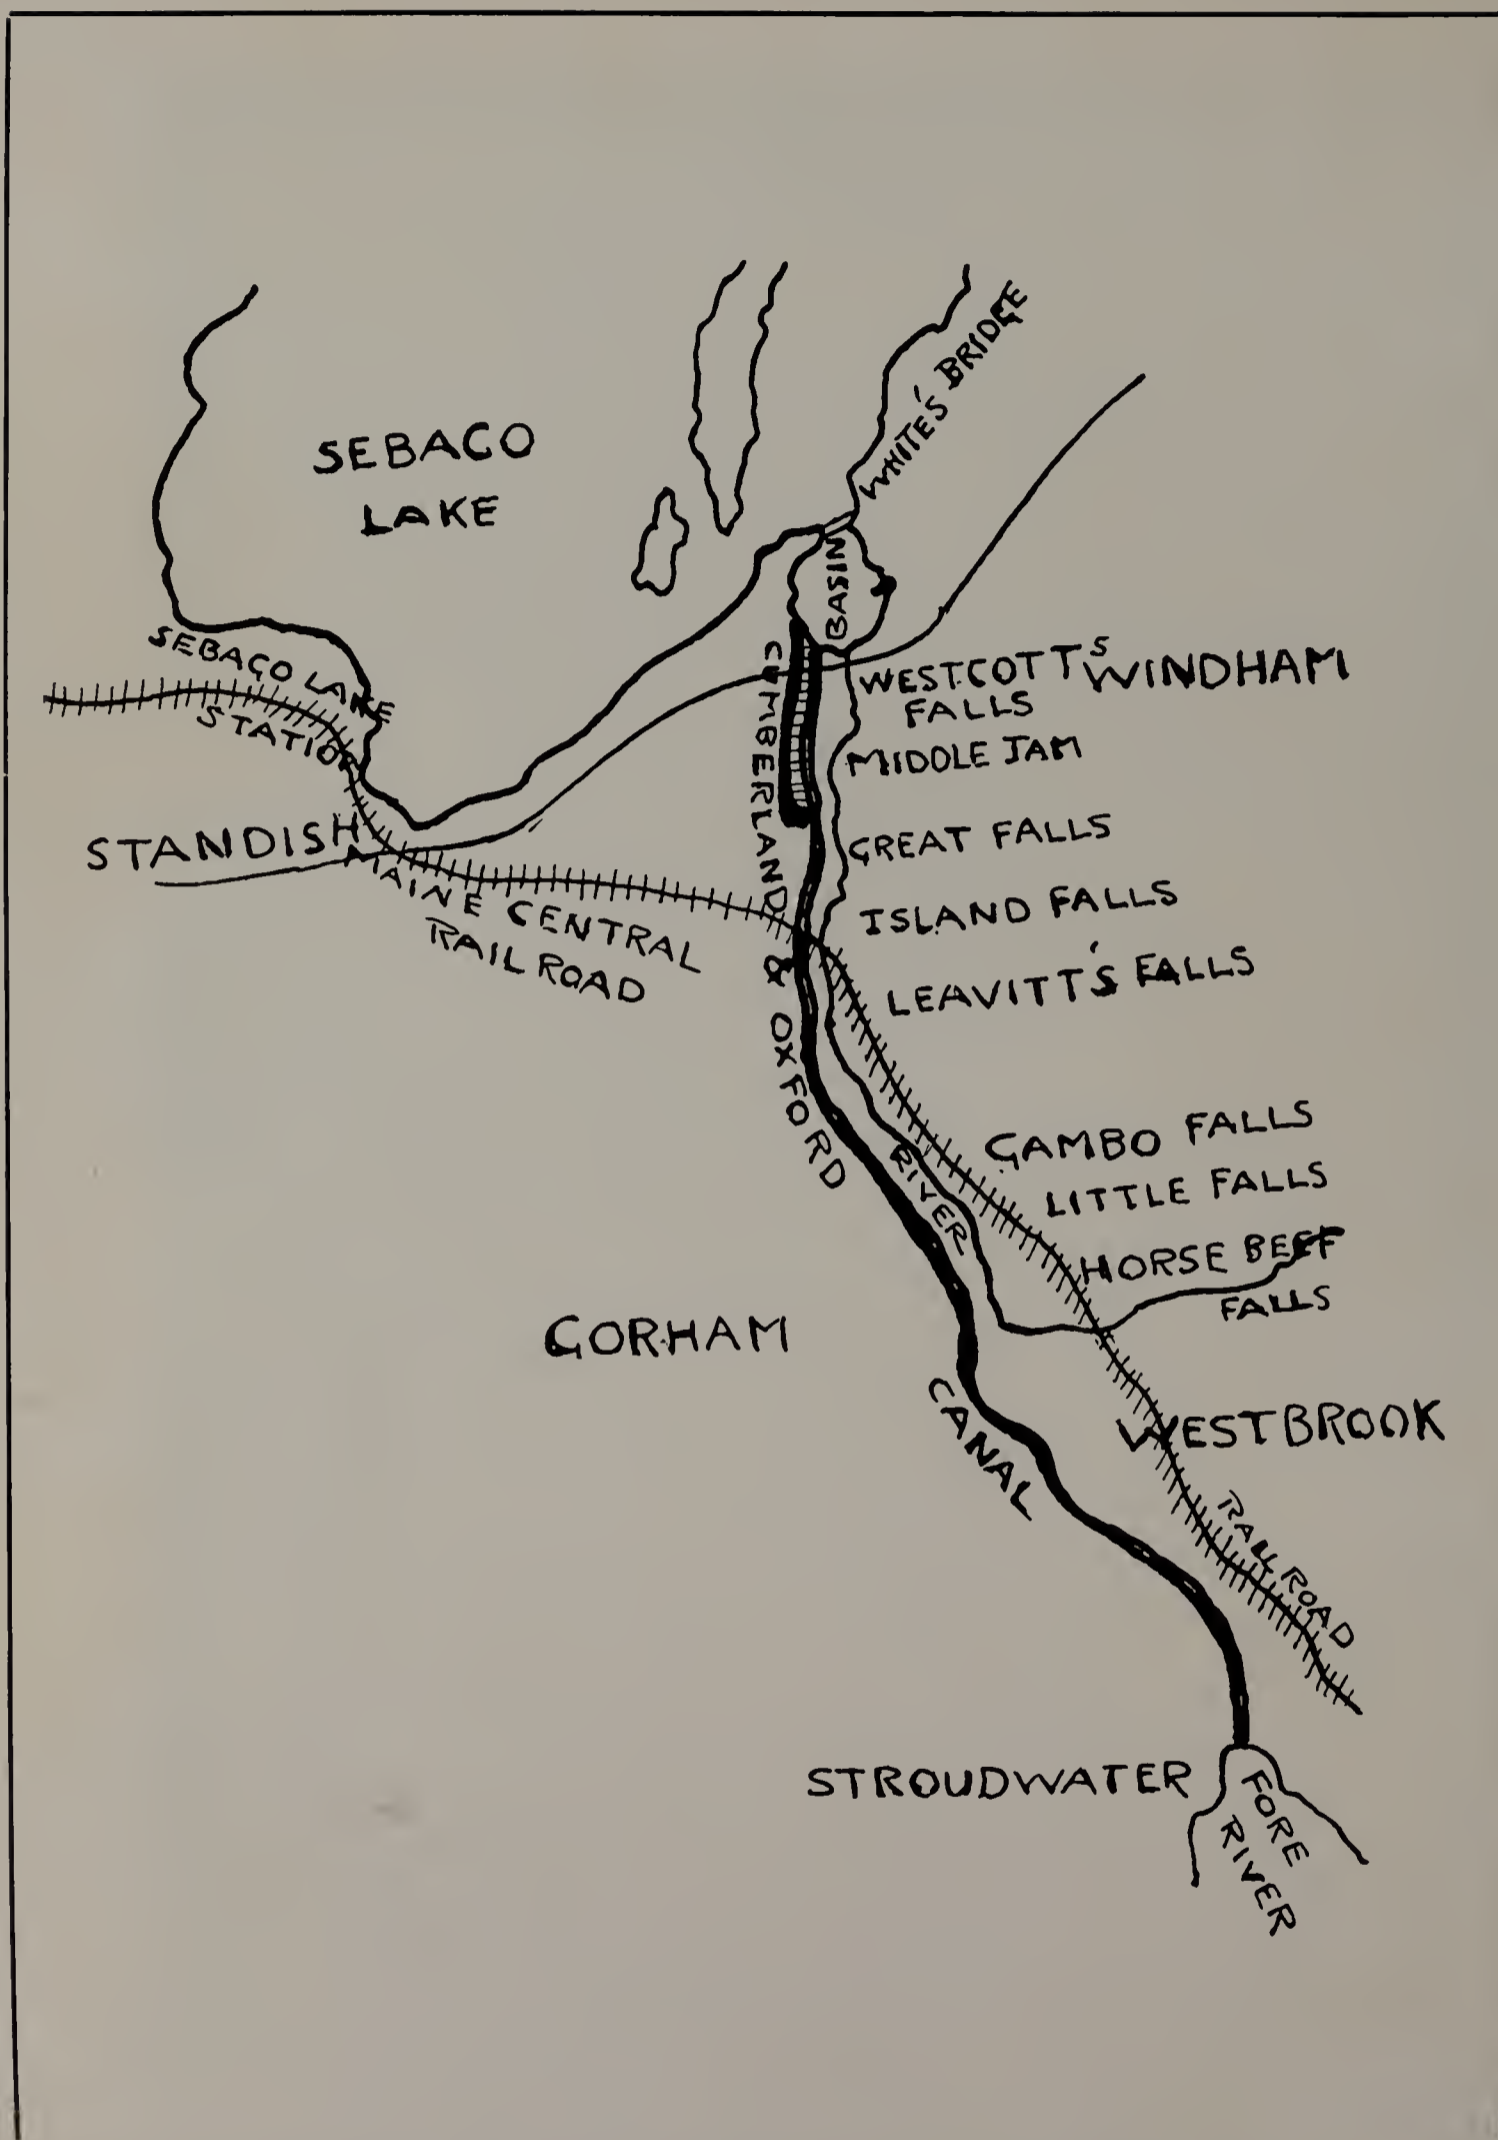 WHITE'S BRIDGE
SEBAGO
LAKE
BASIN
SEBAGO LAKE
STATION
WESTCOTT'S
FALLS
WINDHAM
MIDDLE JAM
STANDISH
GREAT FALLS
MAINE CENTRAL
RAIL ROAD
ISLAND FALLS
LEAVITT'S FALLS
CUMBERLAND & OXFORD
CANAL
RIVER
GAMBO FALLS
LITTLE FALLS
HORSE BEEF
FALLS
GORHAM
WESTBROOK
RAIL ROAD
STROUDWATER
FORE
RIVER